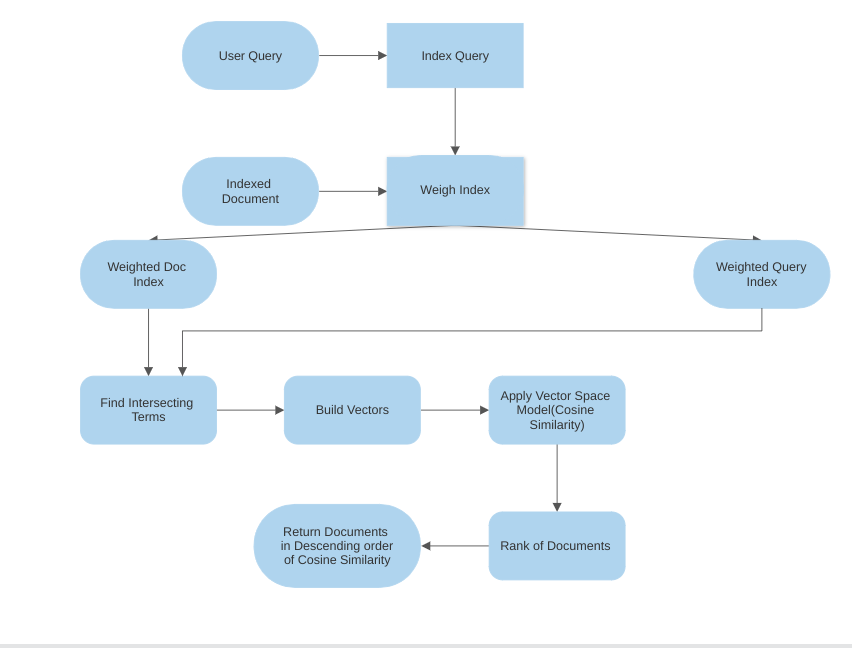 User Query
Index Query
Indexed
Document
Weigh Index
Weighted Doc
Index
Weighted Query
Index
Find Intersecting
Terms
Build Vectors
Apply Vector Space
Model(Cosine
Similarity)
Return Documents
in Descending order
of Cosine Similarity
Rank of Documents